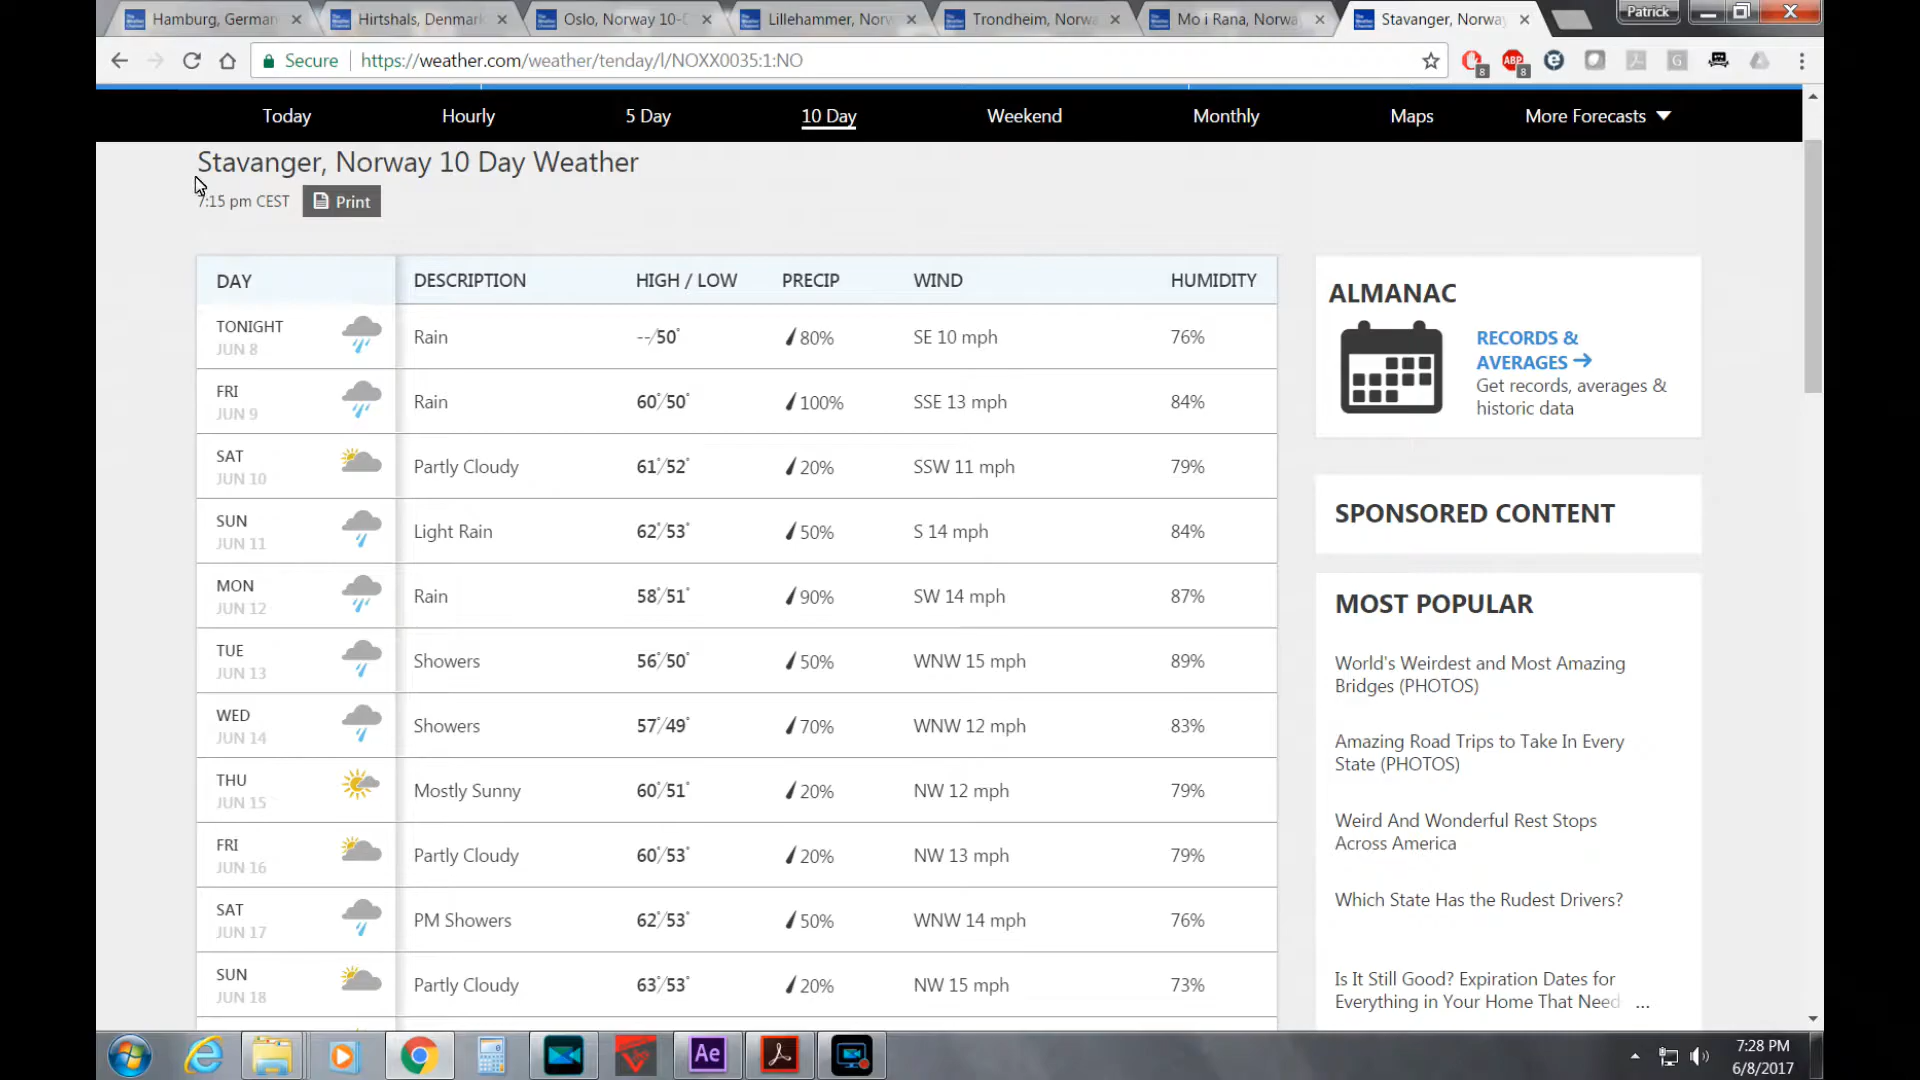 Hamburg, German
Hirtshals, Denmark
Oslo, Norway 10-
Lillehammer, Norw
Trondheim, Norwa
Mo i Rana, Norwa
Stavanger, Norway
Patrick
Secure
https://weather.com/weather/tenday/l/NOXX0035:1:NO
8
ABP
8
Today
Hourly
5 Day
10 Day
Weekend
Monthly
Maps
More Forecasts
Stavanger, Norway 10 Day Weather
7:15 pm CEST
Print
DAY DESCRIPTION HIGH / LOW PRECIP WIND HUMIDITY
TONIGHT
JUN 8
Rain --/50° 80% SE 10 mph 76%
FRI
JUN 9
Rain 60°/50° 100% SSE 13 mph 84%
SAT
JUN 10
Partly Cloudy 61°/52° 20% SSW 11 mph 79%
SUN
JUN 11
Light Rain 62°/53° 50% S 14 mph 84%
MON
JUN 12
Rain 58°/51° 90% SW 14 mph 87%
TUE
JUN 13
Showers 56°/50° 50% WNW 15 mph 89%
WED
JUN 14
Showers 57°/49° 70% WNW 12 mph 83%
THU
JUN 15
Mostly Sunny 60°/51° 20% NW 12 mph 79%
FRI
JUN 16
Partly Cloudy 60°/53° 20% NW 13 mph 79%
SAT
JUN 17
PM Showers 62°/53° 50% WNW 14 mph 76%
SUN
JUN 18
Partly Cloudy 63°/53° 20% NW 15 mph 73%
ALMANAC
RECORDS &
AVERAGES →
Get records, averages &
historic data
SPONSORED CONTENT
MOST POPULAR
World's Weirdest and Most Amazing
Bridges (PHOTOS)
Amazing Road Trips to Take In Every
State (PHOTOS)
Weird And Wonderful Rest Stops
Across America
Which State Has the Rudest Drivers?
Is It Still Good? Expiration Dates for
Everything in Your Home That Need ...
Ae
7:28 PM
6/8/2017